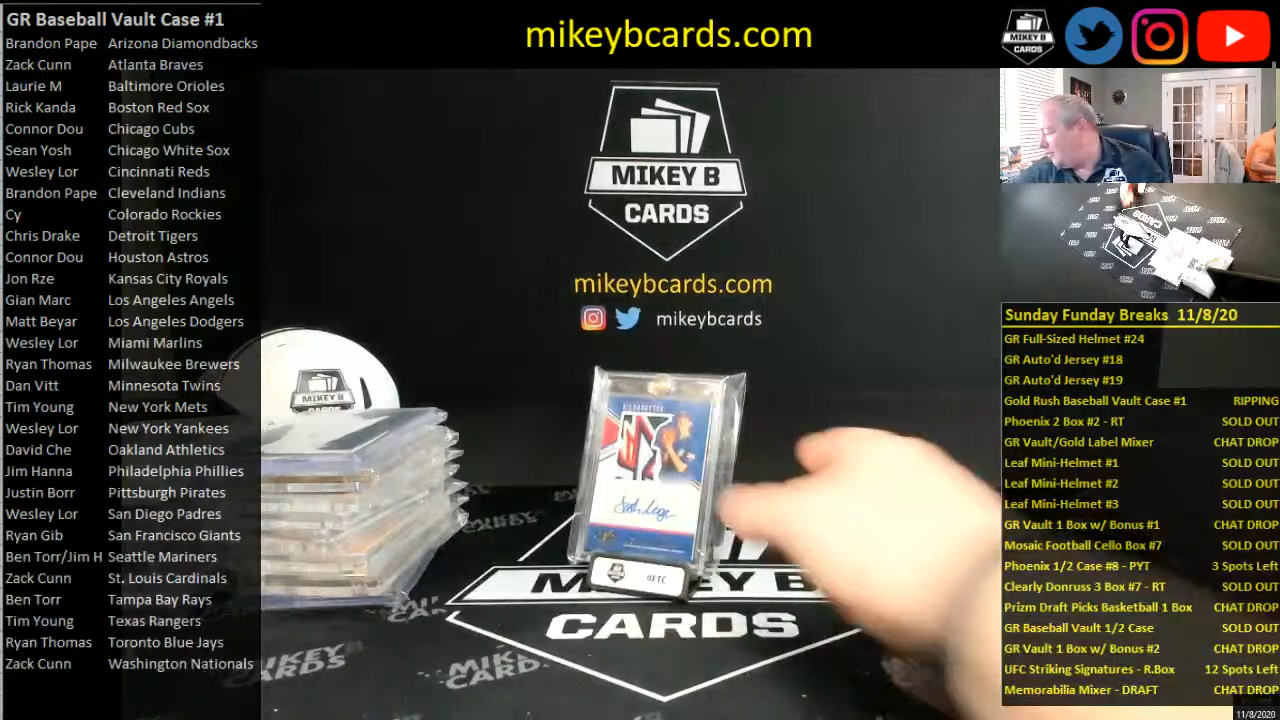 GR Baseball Vault Case #1
Brandon Pape Arizona Diamondbacks
Zack Cunn Atlanta Braves
Laurie M Baltimore Orioles
Rick Kanda Boston Red Sox
Connor Dou Chicago Cubs
Sean Yosh Chicago White Sox
Wesley Lor Cincinnati Reds
Brandon Pape Cleveland Indians
Cy Colorado Rockies
Chris Drake Detroit Tigers
Connor Dou Houston Astros
Jon Rze Kansas City Royals
Gian Marc Los Angeles Angels
Matt Beyar Los Angeles Dodgers
Wesley Lor Miami Marlins
Ryan Thomas Milwaukee Brewers
Dan Vitt Minnesota Twins
Tim Young New York Mets
Wesley Lor New York Yankees
David Che Oakland Athletics
Jim Hanna Philadelphia Phillies
Justin Borr Pittsburgh Pirates
Wesley Lor San Diego Padres
Ryan Gib San Francisco Giants
Ben Torr/Jim H Seattle Mariners
Zack Cunn St. Louis Cardinals
Ben Torr Tampa Bay Rays
Tim Young Texas Rangers
Ryan Thomas Toronto Blue Jays
Zack Cunn Washington Nationals
mikeybcards.com
MIKEY B
CARDS
mikeybcards.com
mikeybcards
MIKEY B
CARDS
#FTC
MIKEY B
CARDS
MIKEY B
CARDS
CARDS
Sunday Funday Breaks 11/8/20
GR Full-Sized Helmet #24
GR Auto'd Jersey #18
GR Auto'd Jersey #19
Gold Rush Baseball Vault Case #1 RIPPING
Phoenix 2 Box #2 - RT SOLD OUT
GR Vault/Gold Label Mixer CHAT DROP
Leaf Mini-Helmet #1 SOLD OUT
Leaf Mini-Helmet #2 SOLD OUT
Leaf Mini-Helmet #3 SOLD OUT
GR Vault 1 Box w/ Bonus #1 CHAT DROP
Mosaic Football Cello Box #7 SOLD OUT
Phoenix 1/2 Case #8 - PYT 3 Spots Left
Clearly Donruss 3 Box #7 - RT SOLD OUT
Prizm Draft Picks Basketball 1 Box CHAT DROP
GR Baseball Vault 1/2 Case SOLD OUT
GR Vault 1 Box w/ Bonus #2 CHAT DROP
UFC Striking Signatures - R.Box 12 Spots Left
Memorabilia Mixer - DRAFT CHAT DROP
11/8/2020